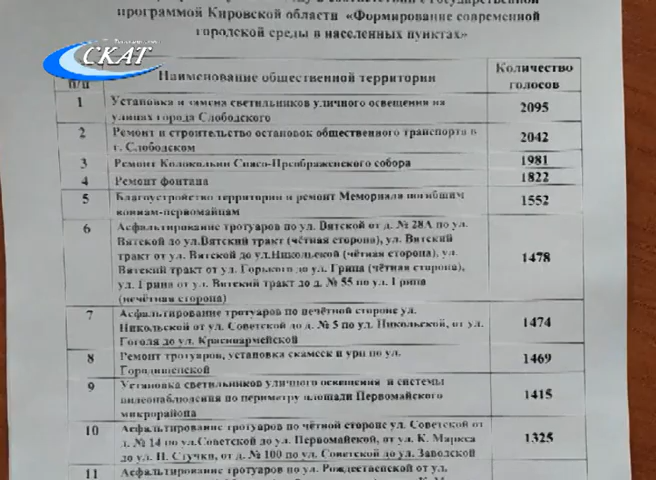 в соответствии с государственной
программой Кировской области «Формирование современной
городской среды в населенных пунктах»
СКАТ
п/п
Наименование общественной территории
Количество
голосов
1
Установка и замена светильников уличного освещения на
улицах города Слободского
2095
2
Ремонт и строительство остановок общественного транспорта в
г. Слободском
2042
3
Ремонт Колокольни Спасо-Преображенского собора
1981
4
Ремонт фонтана
1822
5
Благоустройство территории и ремонт Мемориала погибшим
воинам-первомайцам
1552
6
Асфальтирование тротуаров по ул. Вятской от д. № 28А по ул.
Вятской до ул.Вятский тракт (чётная сторона), ул. Вятский
тракт от ул. Вятской до ул.Никольской (чётная сторона), ул.
Вятский тракт от ул. Горького до ул. Грина (чётная сторона),
ул. Грина от ул. Вятский тракт до д. № 55 по ул. Грина
(нечётная сторона)
1478
7
Асфальтирование тротуаров по нечётной стороне ул.
Никольской от ул. Советской до д. № 5 по ул. Никольской, от ул.
Гоголя до ул. Красноармейской
1474
8
Ремонт тротуаров, установка скамеек и урн по ул.
Городищенской
1469
9
Установка светильников уличного освещения и системы
видеонаблюдения по периметру площади Первомайского
микрорайона
1415
10
Асфальтирование тротуаров по чётной стороне ул. Советской от
д. № 14 по ул.Советской до ул. Первомайской, от ул. К. Маркса
до ул. П. Стучки, от д. № 100 по ул. Советской до ул. Заводской
1325
11
Асфальтирование тротуаров по ул. Рождественской от ул.